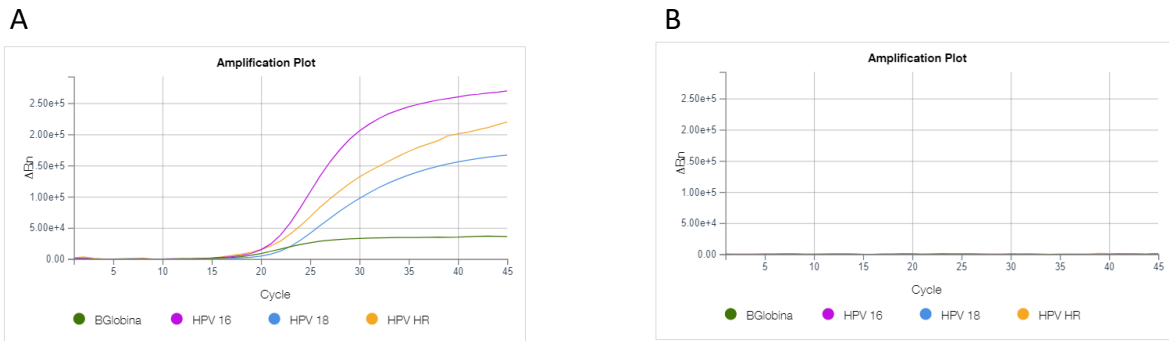 A
Amplification Plot
2.50e+5
2.00e+5
1.50e+5
1.00e+5
5.00e+4
0.00
ΔRn
5 10 15 20 25 30 35 40 45
Cycle
BGlobina HPV 16 HPV 18 HPV HR
B
Amplification Plot
2.50e+5
2.00e+5
1.50e+5
1.00e+5
5.00e+4
0.00
ΔRn
5 10 15 20 25 30 35 40 45
Cycle
BGlobina HPV 16 HPV 18 HPV HR